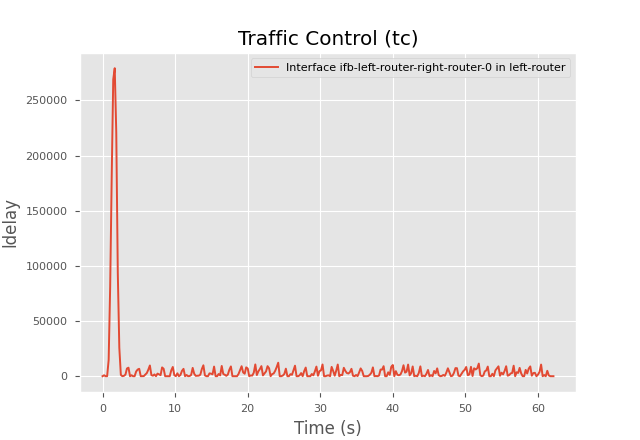 Traffic Control (tc)
Interface ifb-left-router-right-router-0 in left-router
ldelay
250000
200000
150000
100000
50000
0
0 10 20 30 40 50 60
Time (s)